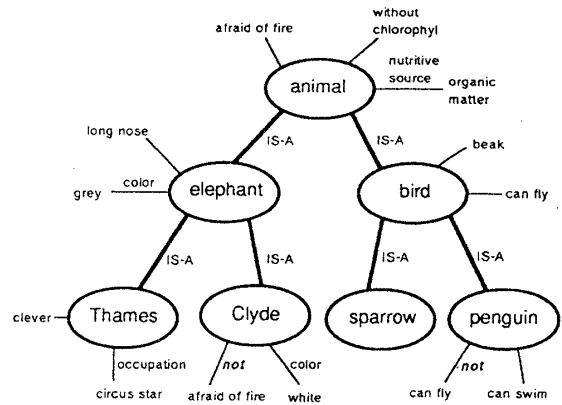 without
afraid of fire
chlorophyl
nutritive
source
animal
organic
matter
long nose
IS-A
IS-A
beak
color
grey
elephant
bird
can fly
IS-A
IS-A
IS-A
IS-A
clever
Thames
Clyde
sparrow
penguin
occupation
not
color
not
circus star
afraid of fire
white
can fly
can swim